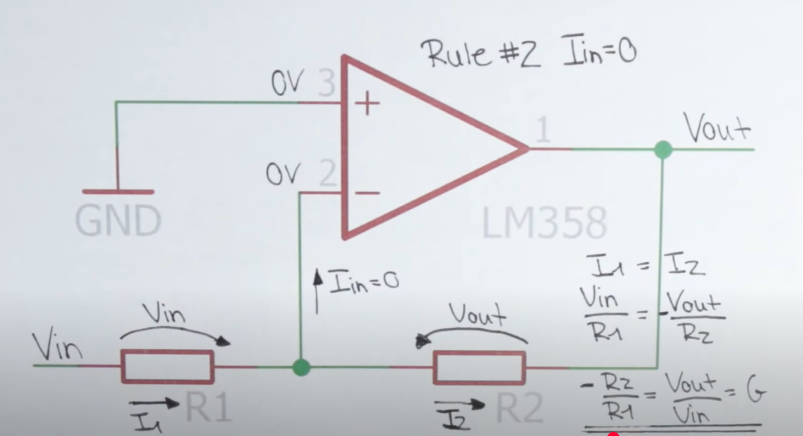 Rule #2 Iin=0
0V 3
+
1
Vout
0V 2
-
GND
LM358
Iin=0
I1 = I2
Vin/R1 = -Vout/R2
Vin
Vin
Vout
I1
R1
I2
R2
-R2/R1 = Vout/Vin = G